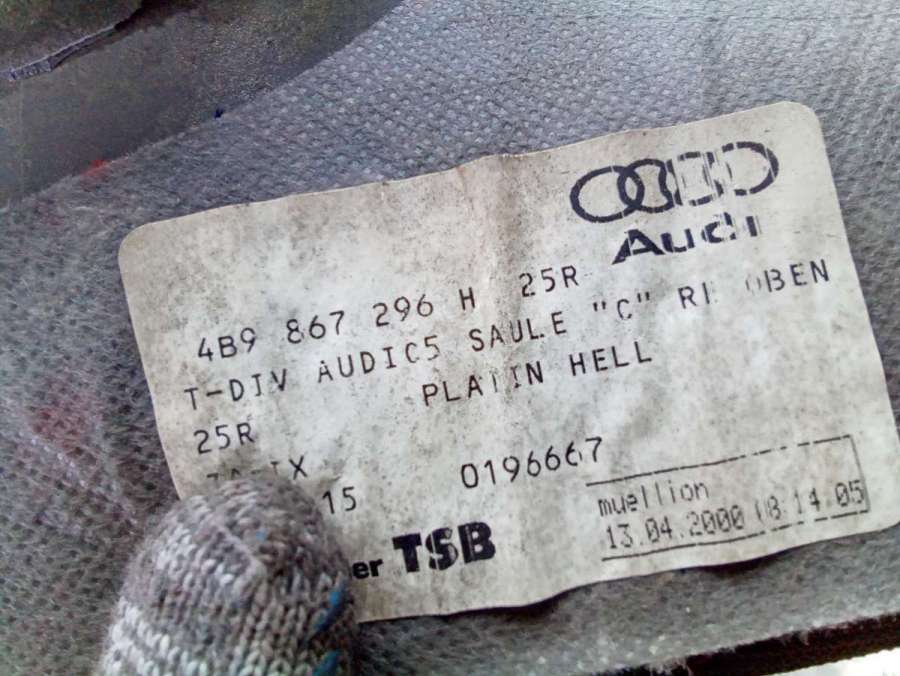 Audi
4B9 867 296 H 25R
T-DIV AUDIC5 SAULE "C" RE OBEN
25R PLATIN HELL
15 0196667
muellion
13.04.2000 08.14.05
er TSB